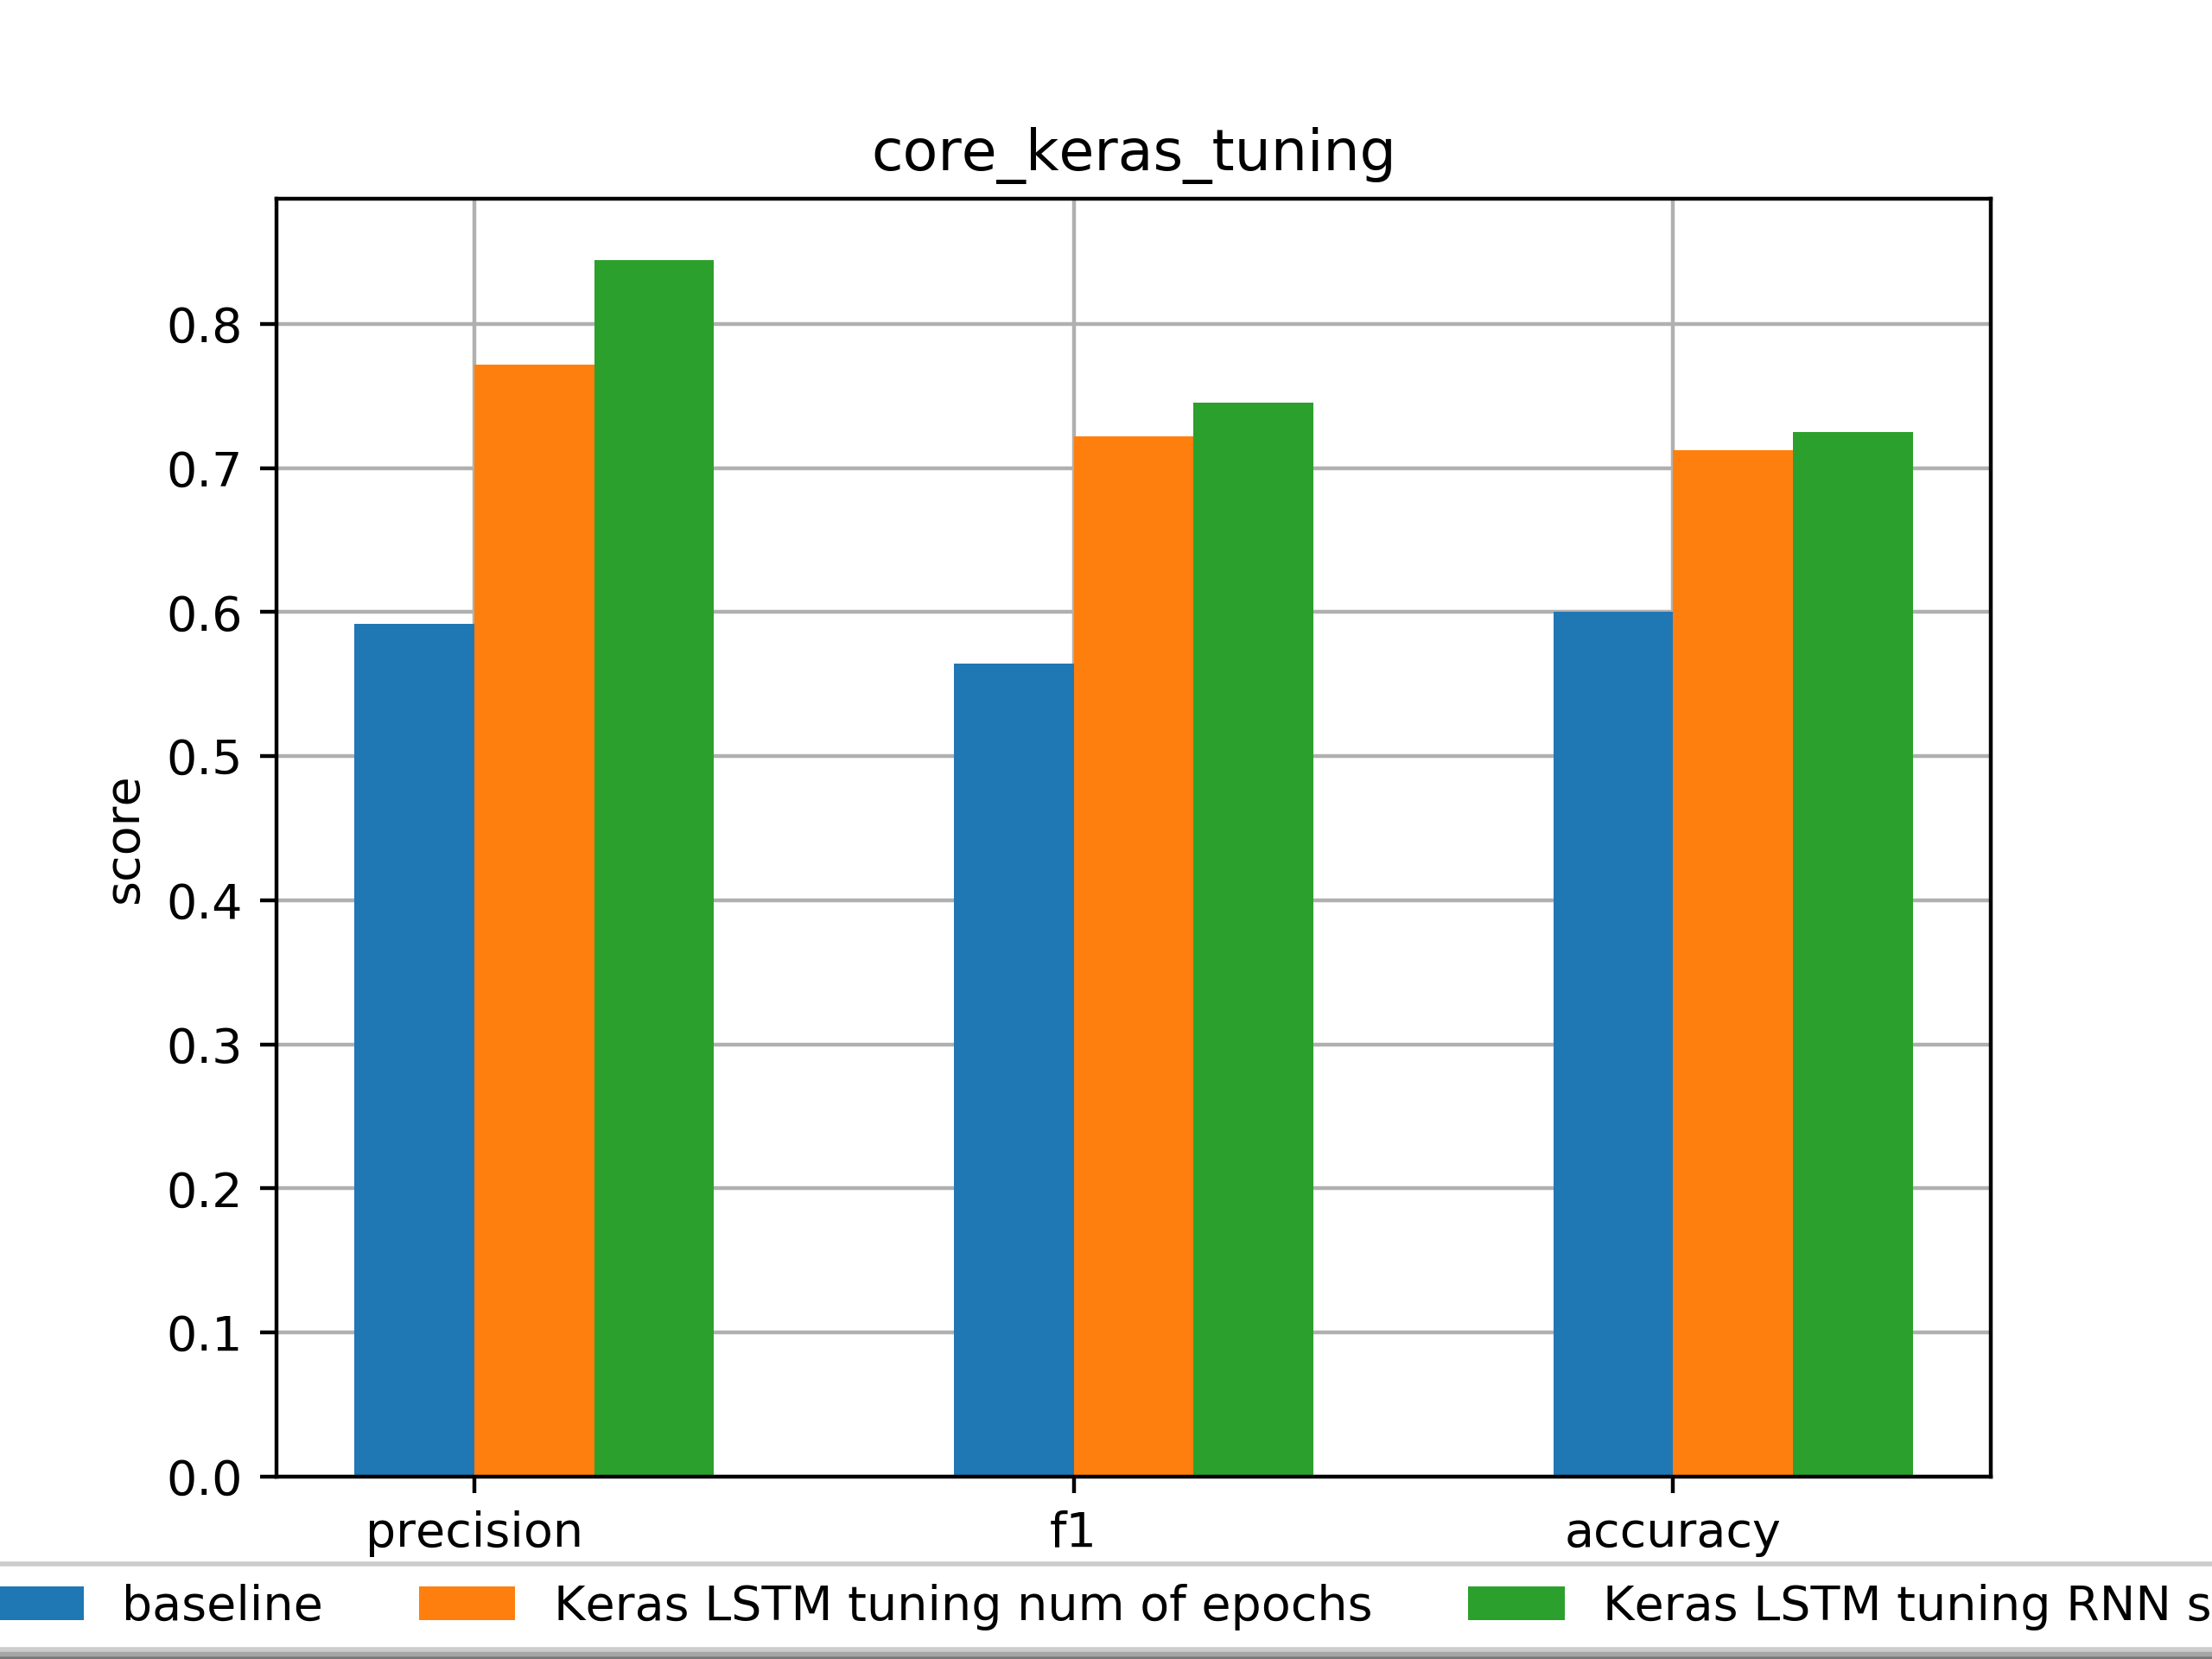 core_keras_tuning
0.8
0.7
0.6
0.5
0.4
0.3
0.2
0.1
0.0
score
precision f1 accuracy
baseline Keras LSTM tuning num of epochs Keras LSTM tuning RNN s